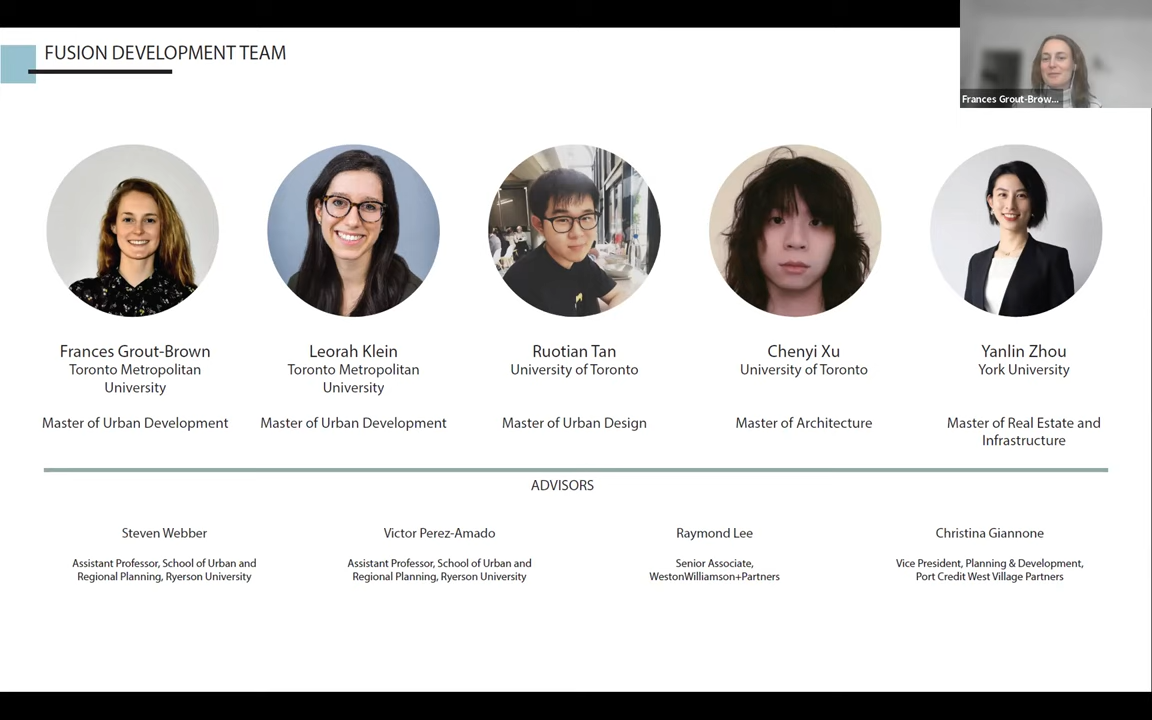 FUSION DEVELOPMENT TEAM
Frances Grout-Brow...
Frances Grout-Brown
Toronto Metropolitan
University
Master of Urban Development
Leorah Klein
Toronto Metropolitan
University
Master of Urban Development
Ruotian Tan
University of Toronto
Master of Urban Design
Chenyi Xu
University of Toronto
Master of Architecture
Yanlin Zhou
York University
Master of Real Estate and
Infrastructure
ADVISORS
Steven Webber
Assistant Professor, School of Urban and
Regional Planning, Ryerson University
Victor Perez-Amado
Assistant Professor, School of Urban and
Regional Planning, Ryerson University
Raymond Lee
Senior Associate,
WestonWilliamson+Partners
Christina Giannone
Vice President, Planning & Development,
Port Credit West Village Partners